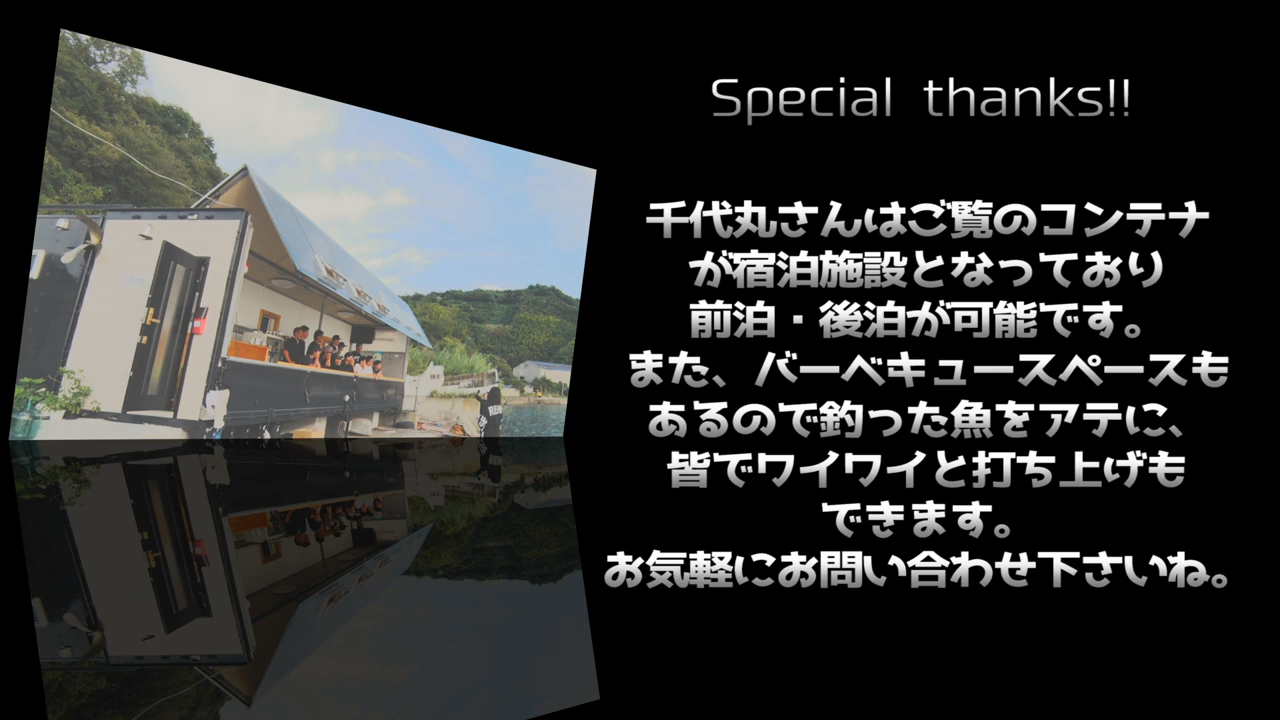 Special thanks!!
千代丸さんはご覧のコンテナ
が宿泊施設となっており
前泊・後泊が可能です。
また、バーベキュースペースも
あるので釣った魚をアテに、
皆でワイワイと打ち上げも
できます。
お気軽にお問い合わせ下さいね。